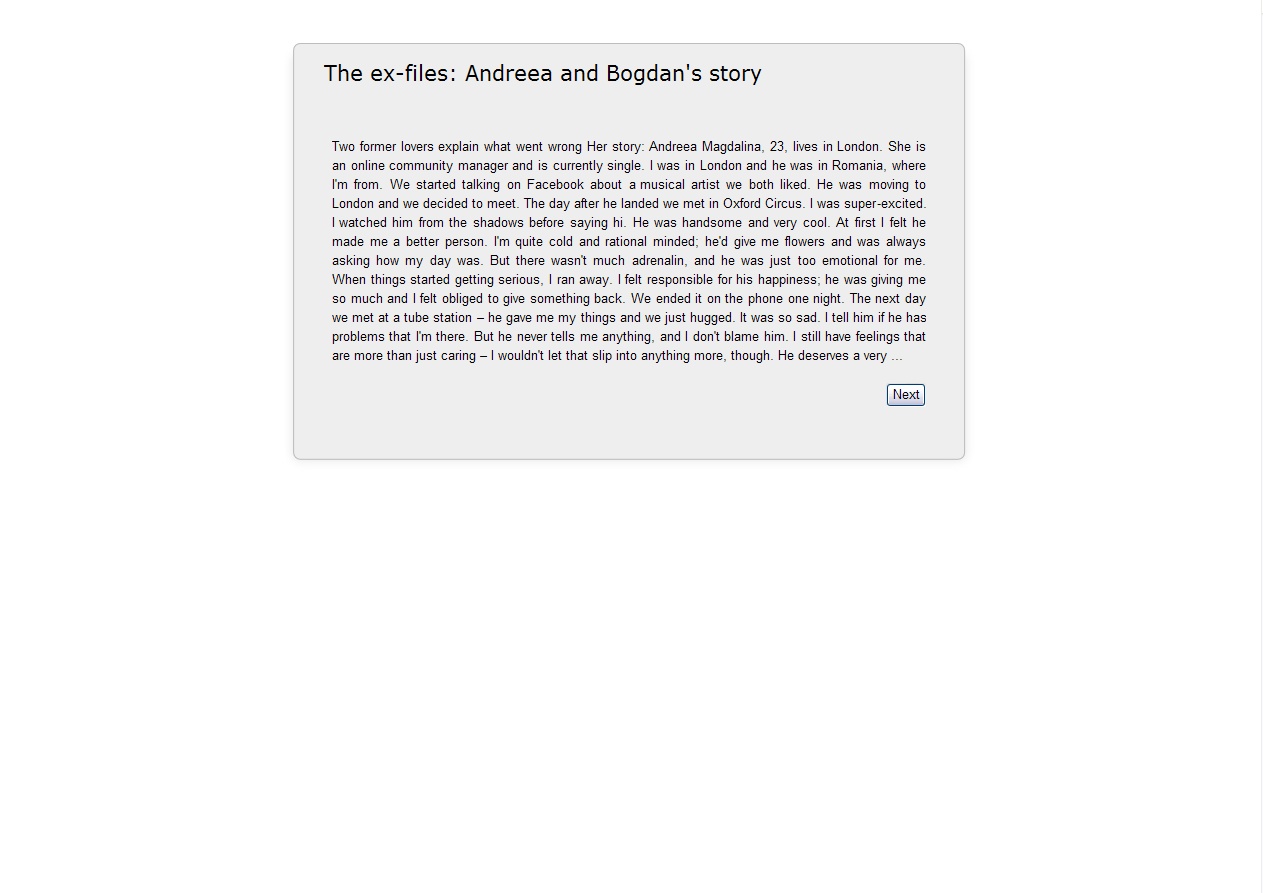 The ex-files: Andreea and Bogdan's story
Two former lovers explain what went wrong Her story: Andreea Magdalina, 23, lives in London. She is
an online community manager and is currently single. I was in London and he was in Romania, where
I'm from. We started talking on Facebook about a musical artist we both liked. He was moving to
London and we decided to meet. The day after he landed we met in Oxford Circus. I was super-excited.
I watched him from the shadows before saying hi. He was handsome and very cool. At first I felt he
made me a better person. I'm quite cold and rational minded; he'd give me flowers and was always
asking how my day was. But there wasn't much adrenalin, and he was just too emotional for me.
When things started getting serious, I ran away. I felt responsible for his happiness; he was giving me
so much and I felt obliged to give something back. We ended it on the phone one night. The next day
we met at a tube station – he gave me my things and we just hugged. It was so sad. I tell him if he has
problems that I'm there. But he never tells me anything, and I don't blame him. I still have feelings that
are more than just caring – I wouldn't let that slip into anything more, though. He deserves a very ...
Next